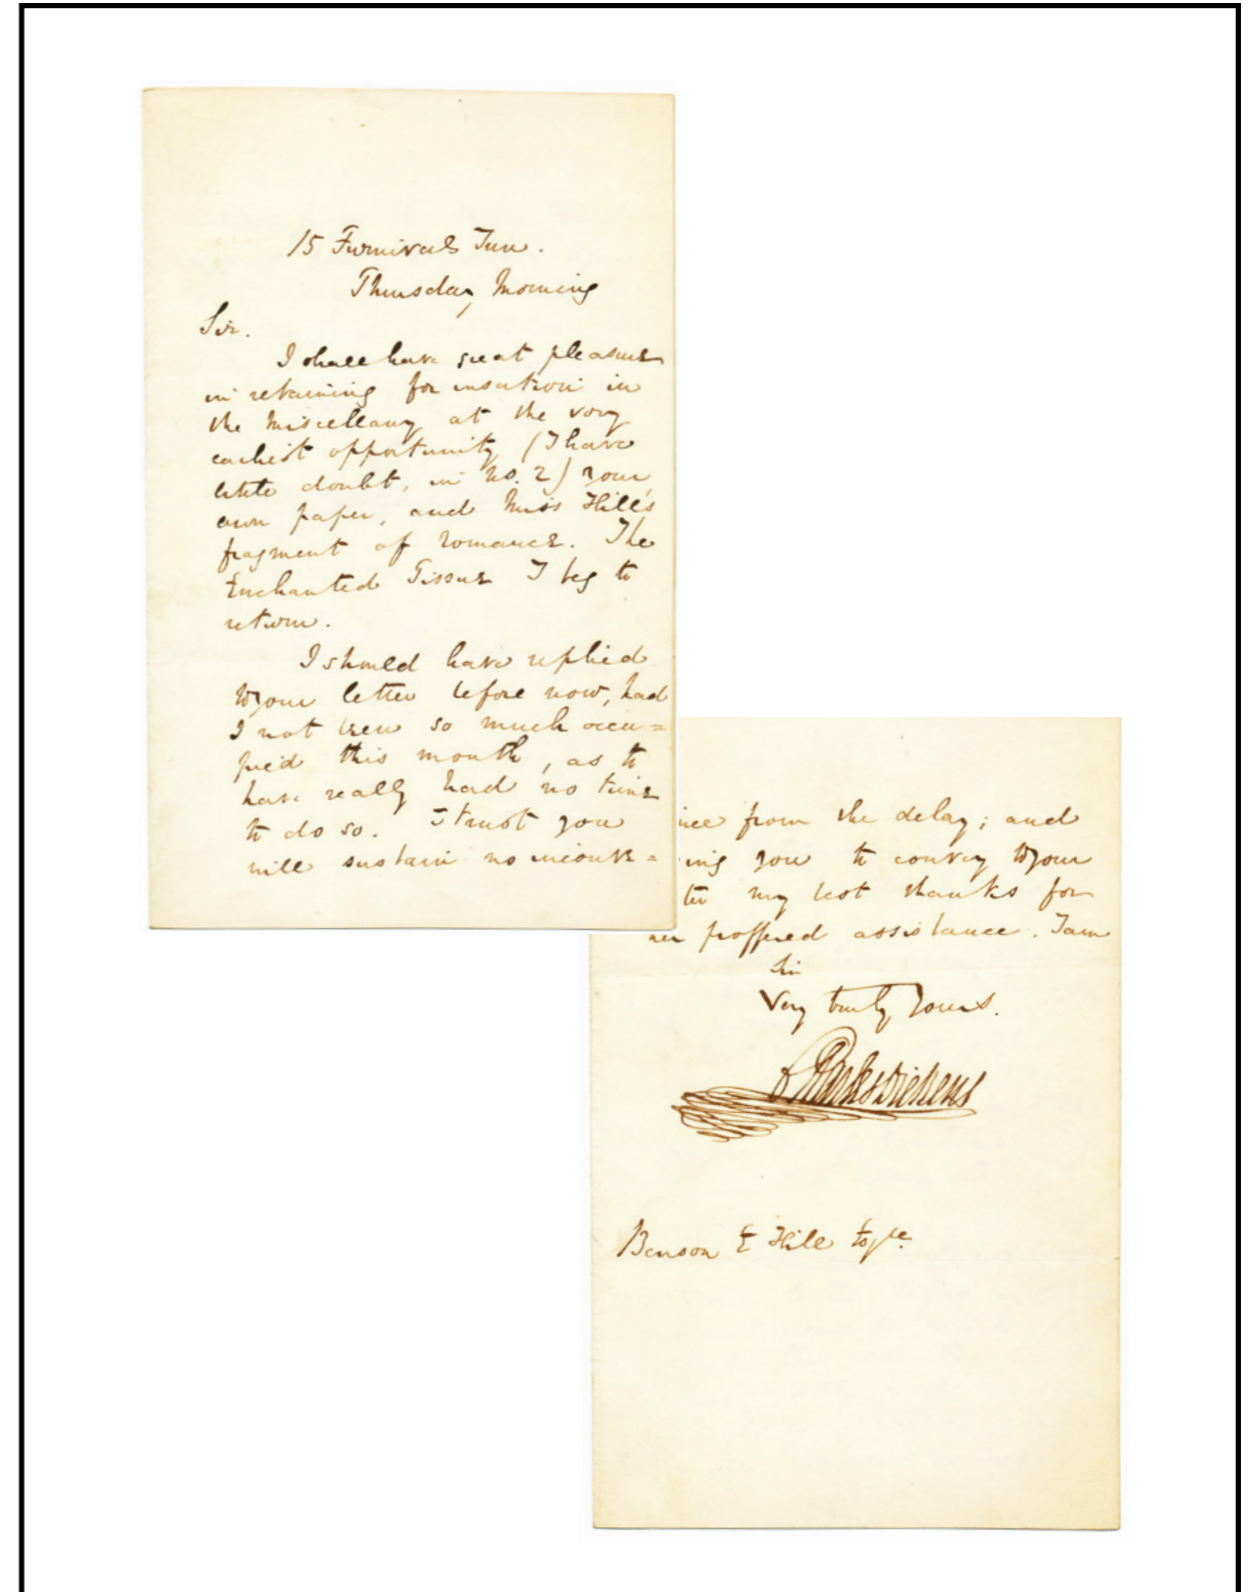 15 Furnivals Inn.
Thursday Morning
Sir.
I shall have great pleasure
in retaining for insertion in
the Miscellany at the very
earliest opportunity (I have
little doubt, in No. 2) your
own paper, and Miss Hill's
fragment of romance. The
Enchanted Tissue I beg to
return.
I should have replied
to your letter before now, had
I not been so much occu=
pied this month, as to
have really had no time
to do so. I trust you
will sustain no inconve=
nce from the delay; and
ing you to convey to your
ter my best thanks for
her proffered assistance. I am
Sir
Very truly Yours.
Charles Dickens
Benson E Hill Esqre.